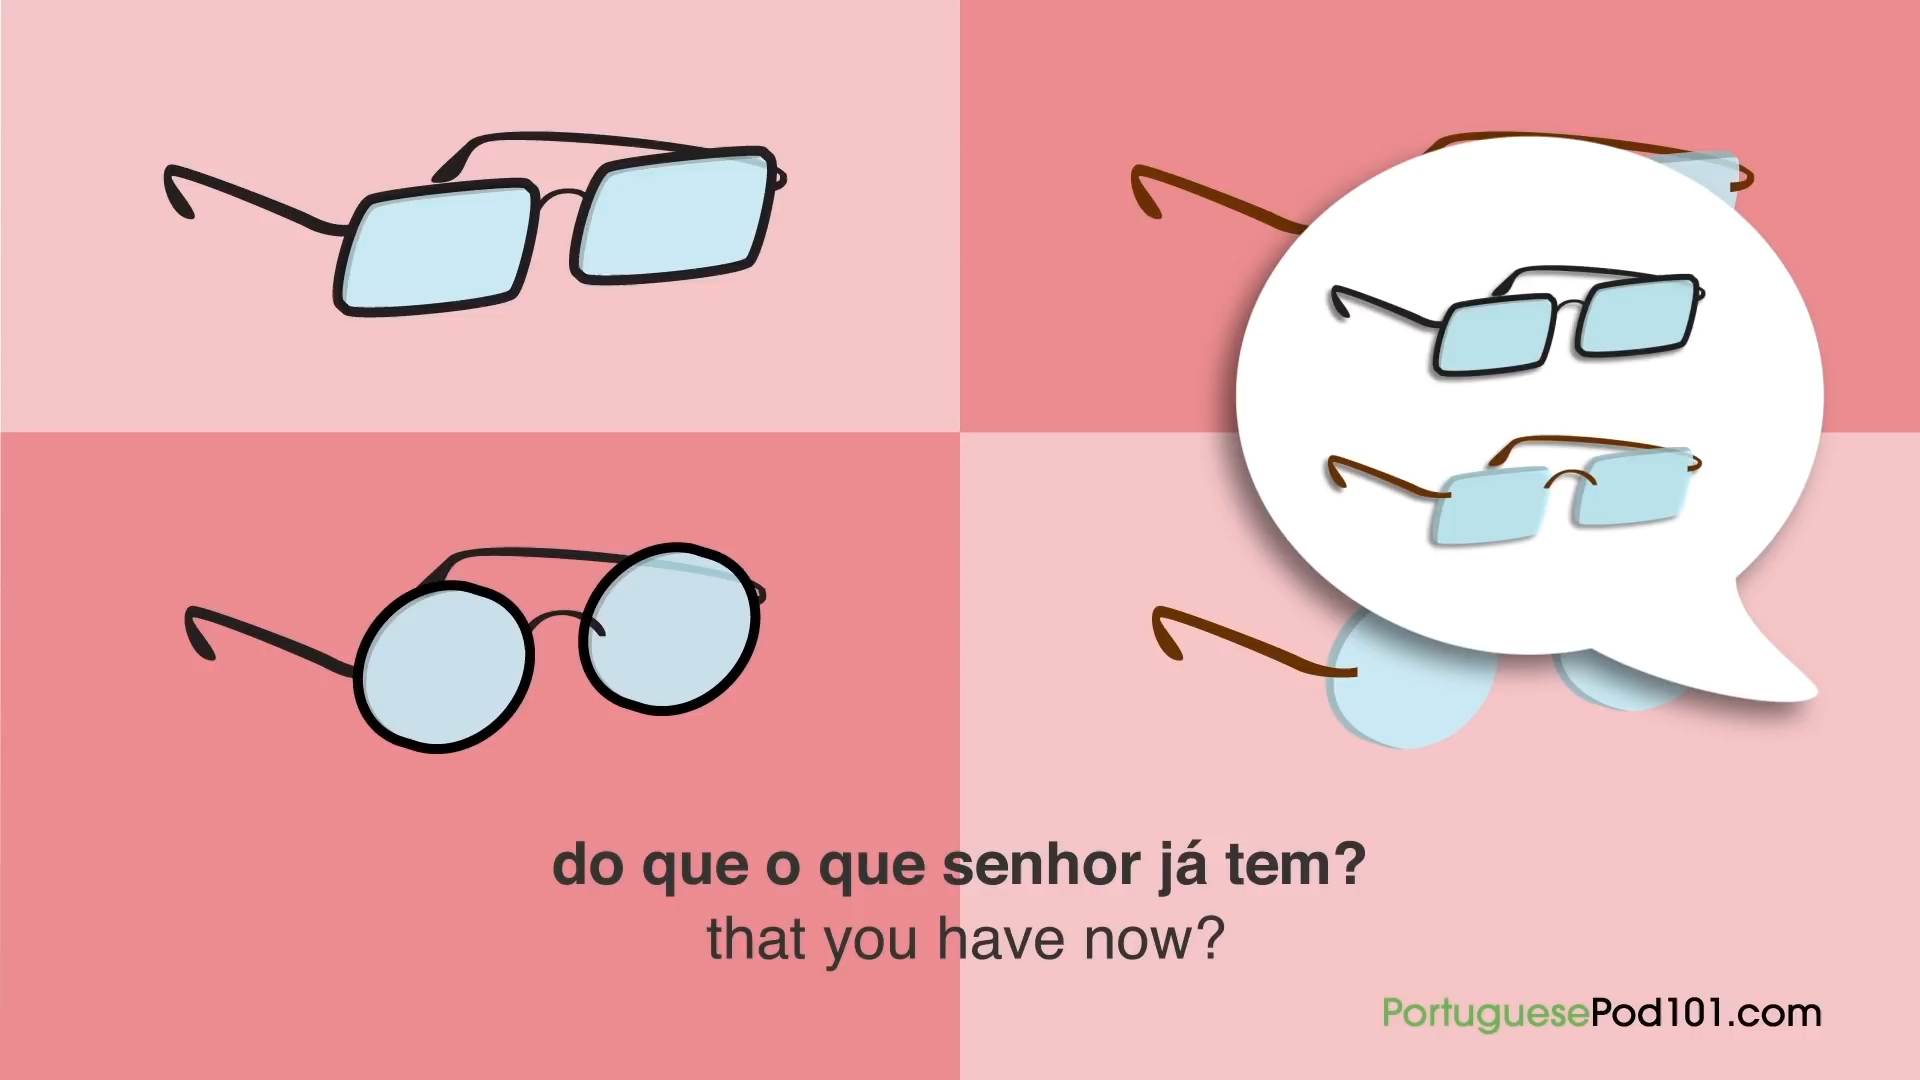 do que o que senhor já tem?
that you have now?
PortuguesePod101.com